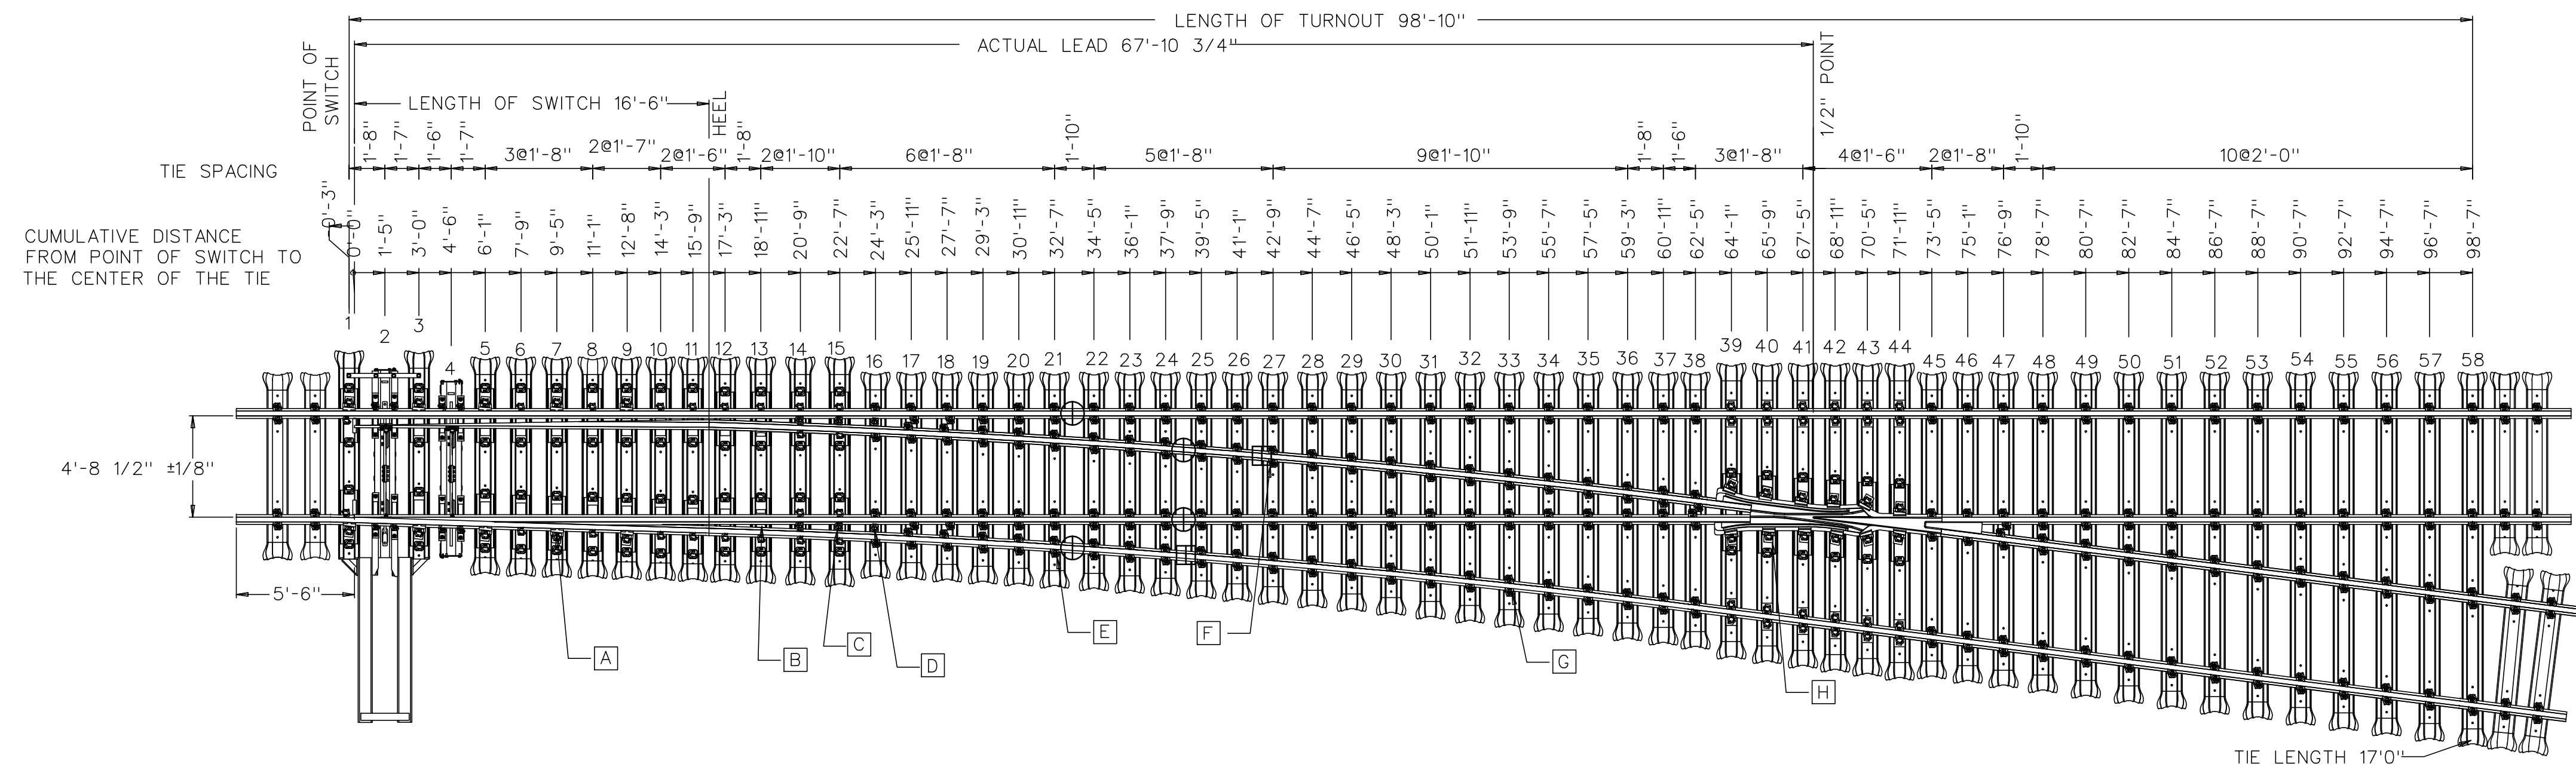 LENGTH OF TURNOUT 98'-10"
ACTUAL LEAD 67'-10 3/4"
POINT OF
SWITCH
1/2" POINT
LENGTH OF SWITCH 16'-6"
HEEL
TIE SPACING
1'-8" 1'-7" 1'-6" 1'-7" 3@1'-8" 2@1'-7" 2@1'-6" 1'-8" 2@1'-10" 6@1'-8" 1'-10" 5@1'-8" 9@1'-10" 1'-8" 1'-6" 3@1'-8" 4@1'-6" 2@1'-8" 1'-10" 10@2'-0"
CUMULATIVE DISTANCE
FROM POINT OF SWITCH TO
THE CENTER OF THE TIE
0'-3" 0'-0" 1'-5" 3'-0" 4'-6" 6'-1" 7'-9" 9'-5" 11'-1" 12'-8" 14'-3" 15'-9" 17'-3" 18'-11" 20'-9" 22'-7" 24'-3" 25'-11" 27'-7" 29'-3" 30'-11" 32'-7" 34'-5" 36'-1" 37'-9" 39'-5" 41'-1" 42'-9" 44'-7" 46'-5" 48'-3" 50'-1" 51'-11" 53'-9" 55'-7" 57'-5" 59'-3" 60'-11" 62'-5" 64'-1" 65'-9" 67'-5" 68'-11" 70'-5" 71'-11" 73'-5" 75'-1" 76'-9" 78'-7" 80'-7" 82'-7" 84'-7" 86'-7" 88'-7" 90'-7" 92'-7" 94'-7" 96'-7" 98'-7"
1 2 3 4 5 6 7 8 9 10 11 12 13 14 15 16 17 18 19 20 21 22 23 24 25 26 27 28 29 30 31 32 33 34 35 36 37 38 39 40 41 42 43 44 45 46 47 48 49 50 51 52 53 54 55 56 57 58
4'-8 1/2" ±1/8"
5'-6"
A B C D E F G H
TIE LENGTH 17'0"